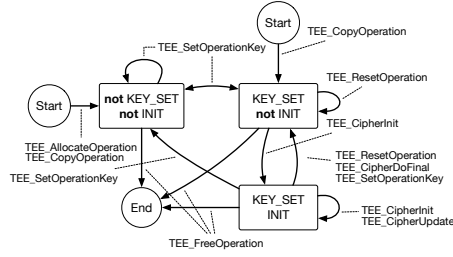 Start
TEE_CopyOperation
TEE_SetOperationKey
TEE_ResetOperation
not KEY_SET
not INIT
KEY_SET
not INIT
Start
TEE_CipherInit
TEE_AllocateOperation
TEE_CopyOperation
TEE_ResetOperation
TEE_CipherDoFinal
TEE_SetOperationKey
TEE_SetOperationKey
End
KEY_SET
INIT
TEE_CipherInit
TEE_CipherUpdate
TEE_FreeOperation